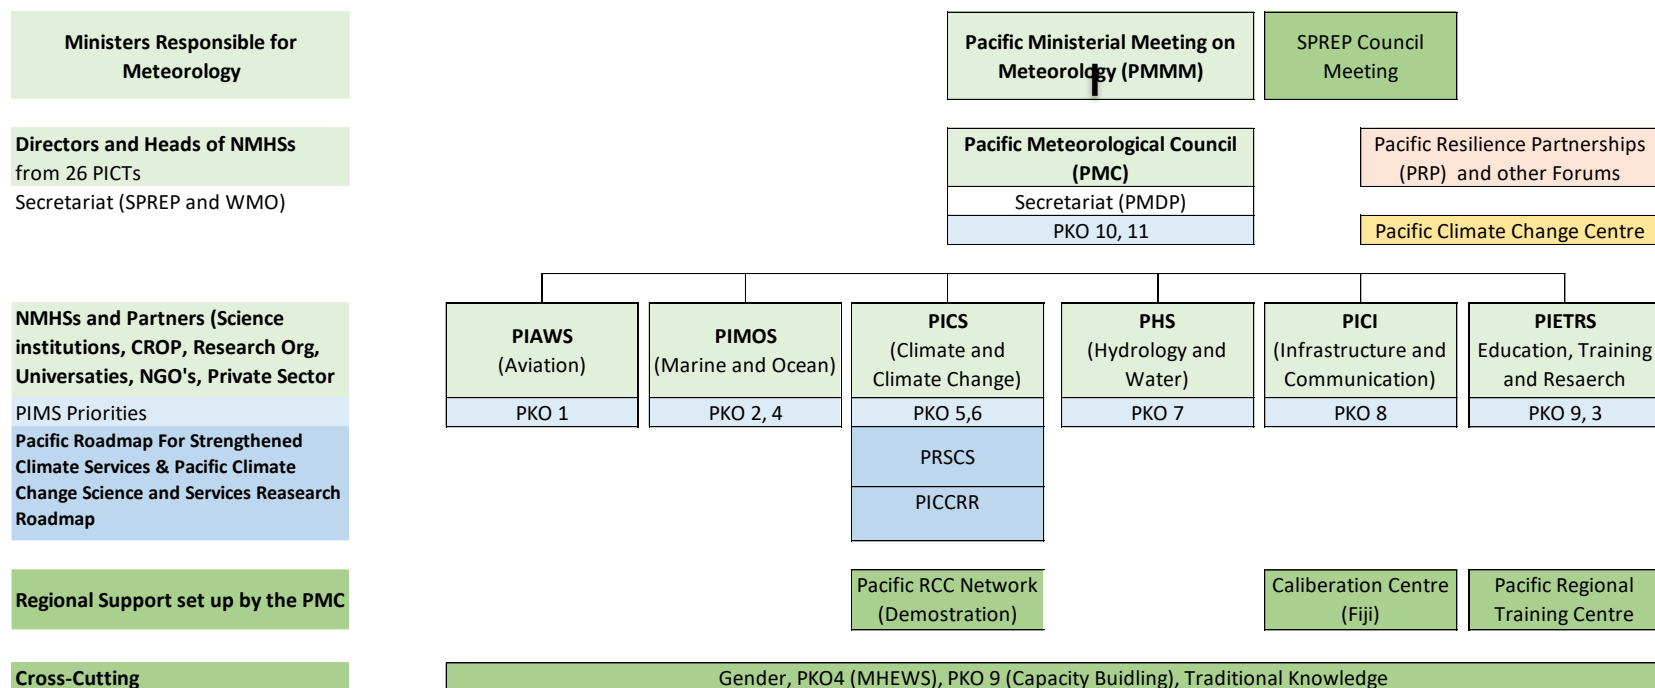 Ministers Responsible for
Meteorology
Pacific Ministerial Meeting on
Meteorology (PMMM)
SPREP Council
Meeting
Directors and Heads of NMHSs
from 26 PICTs
Secretariat (SPREP and WMO)
Pacific Meteorological Council
(PMC)
Secretariat (PMDP)
PKO 10, 11
Pacific Resilience Partnerships
(PRP) and other Forums
Pacific Climate Change Centre
NMHSs and Partners (Science
institutions, CROP, Research Org,
Universaties, NGO's, Private Sector
PIAWS
(Aviation)
PIMOS
(Marine and Ocean)
PICS
(Climate and
Climate Change)
PHS
(Hydrology and
Water)
PICI
(Infrastructure and
Communication)
PIETRS
Education, Training
and Resaerch
PIMS Priorities
PKO 1
PKO 2, 4
PKO 5,6
PKO 7
PKO 8
PKO 9, 3
Pacific Roadmap For Strengthened
Climate Services & Pacific Climate
Change Science and Services Reasearch
Roadmap
PRSCS
PICCRR
Regional Support set up by the PMC
Pacific RCC Network
(Demostration)
Caliberation Centre
(Fiji)
Pacific Regional
Training Centre
Cross-Cutting
Gender, PKO4 (MHEWS), PKO 9 (Capacity Buidling), Traditional Knowledge